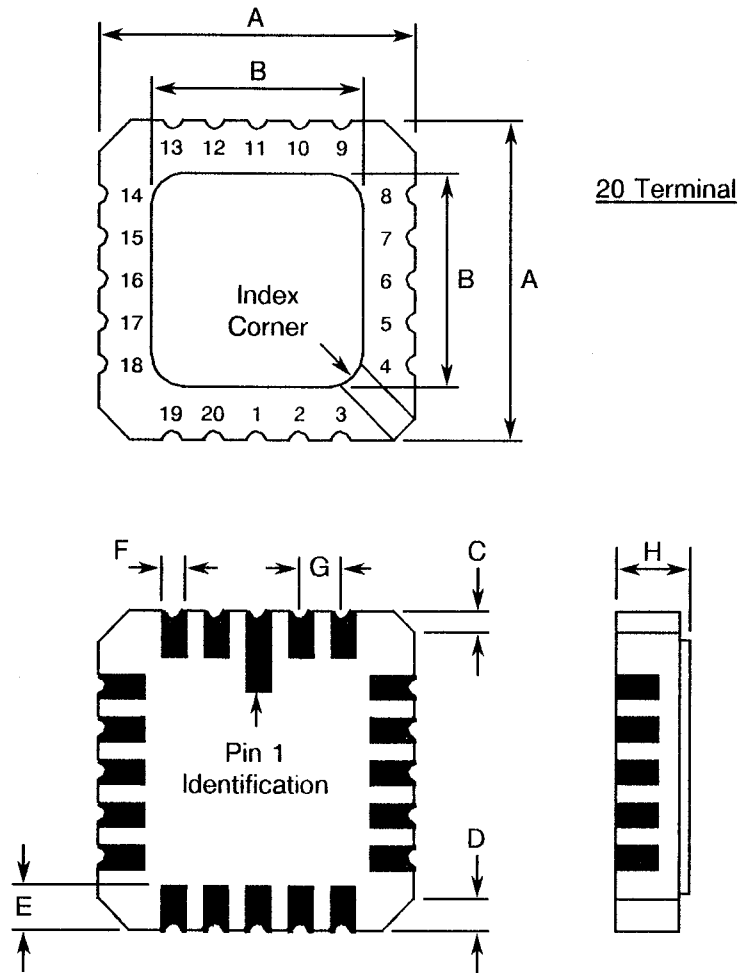 A
B
13 12 11 10 9
20 Terminal
14
15
16
17
18
8
7
6
5
4
B
A
Index
Corner
19 20 1 2 3
F
G
C
H
Pin 1
Identification
D
E